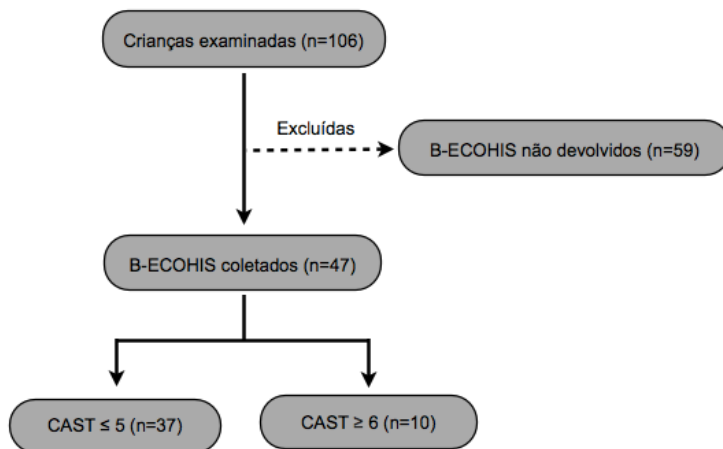 Crianças examinadas (n=106)
Excluídas
B-ECOHIS não devolvidos (n=59)
B-ECOHIS coletados (n=47)
CAST ≤ 5 (n=37)
CAST ≥ 6 (n=10)